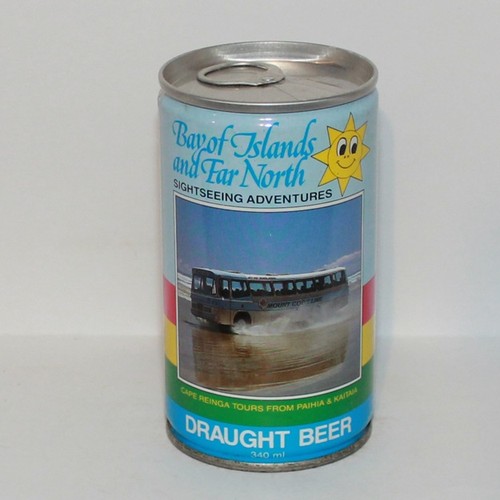 Bay of Islands
and Far North
SIGHTSEEING ADVENTURES
CAPE REINGA TOURS FROM PAIHIA & KAITAIA
DRAUGHT BEER
340 ml